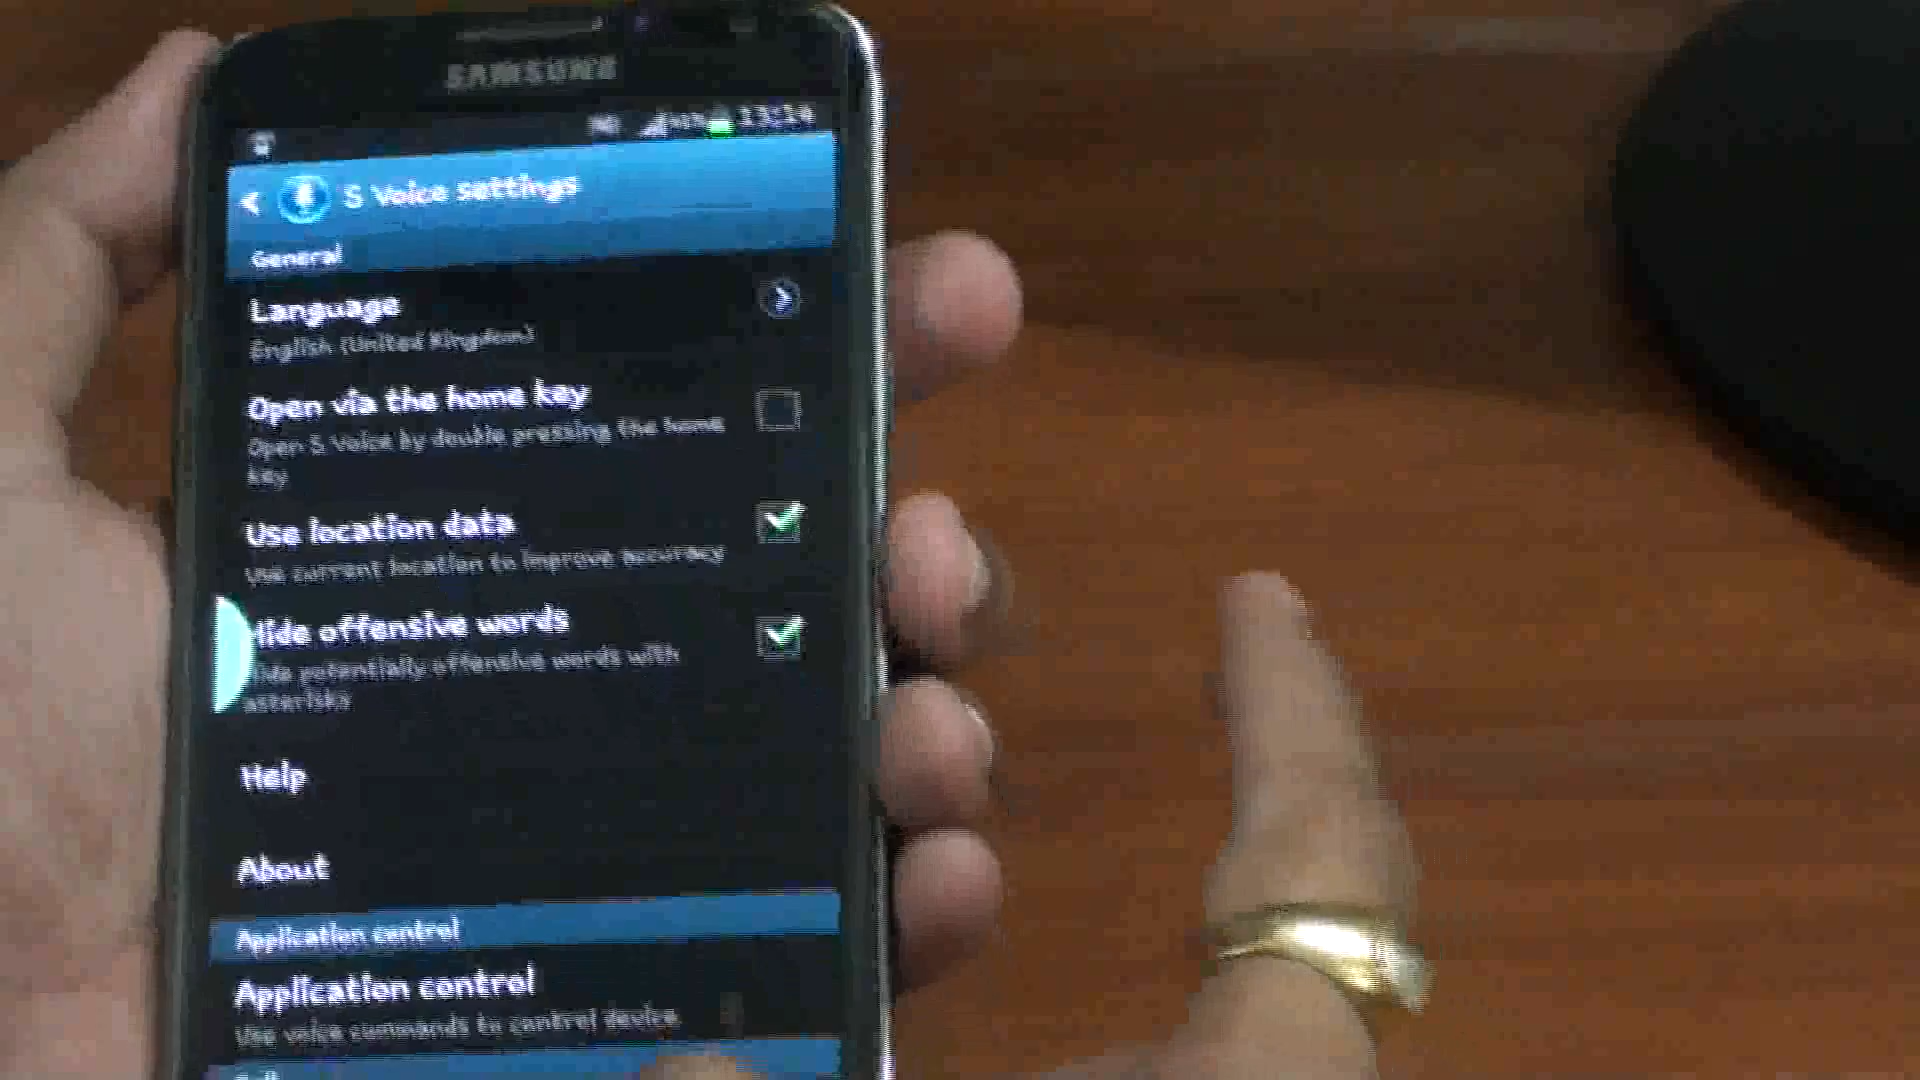 SAMSUNG
13:14
S Voice settings
General
Language
English (United Kingdom)
Open via the home key
Open S Voice by double pressing the home
key
Use location data
Use current location to improve accuracy
Hide offensive words
Hide potentially offensive words with
asterisks
Help
About
Application control
Application control
Use voice commands to control device